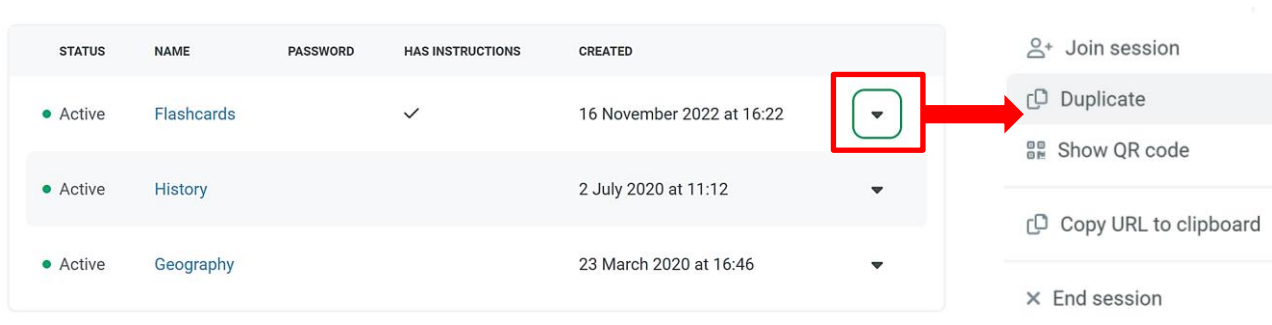 STATUS NAME PASSWORD HAS INSTRUCTIONS CREATED
Active Flashcards ✓ 16 November 2022 at 16:22
Active History 2 July 2020 at 11:12
Active Geography 23 March 2020 at 16:46
Join session
Duplicate
Show QR code
Copy URL to clipboard
End session